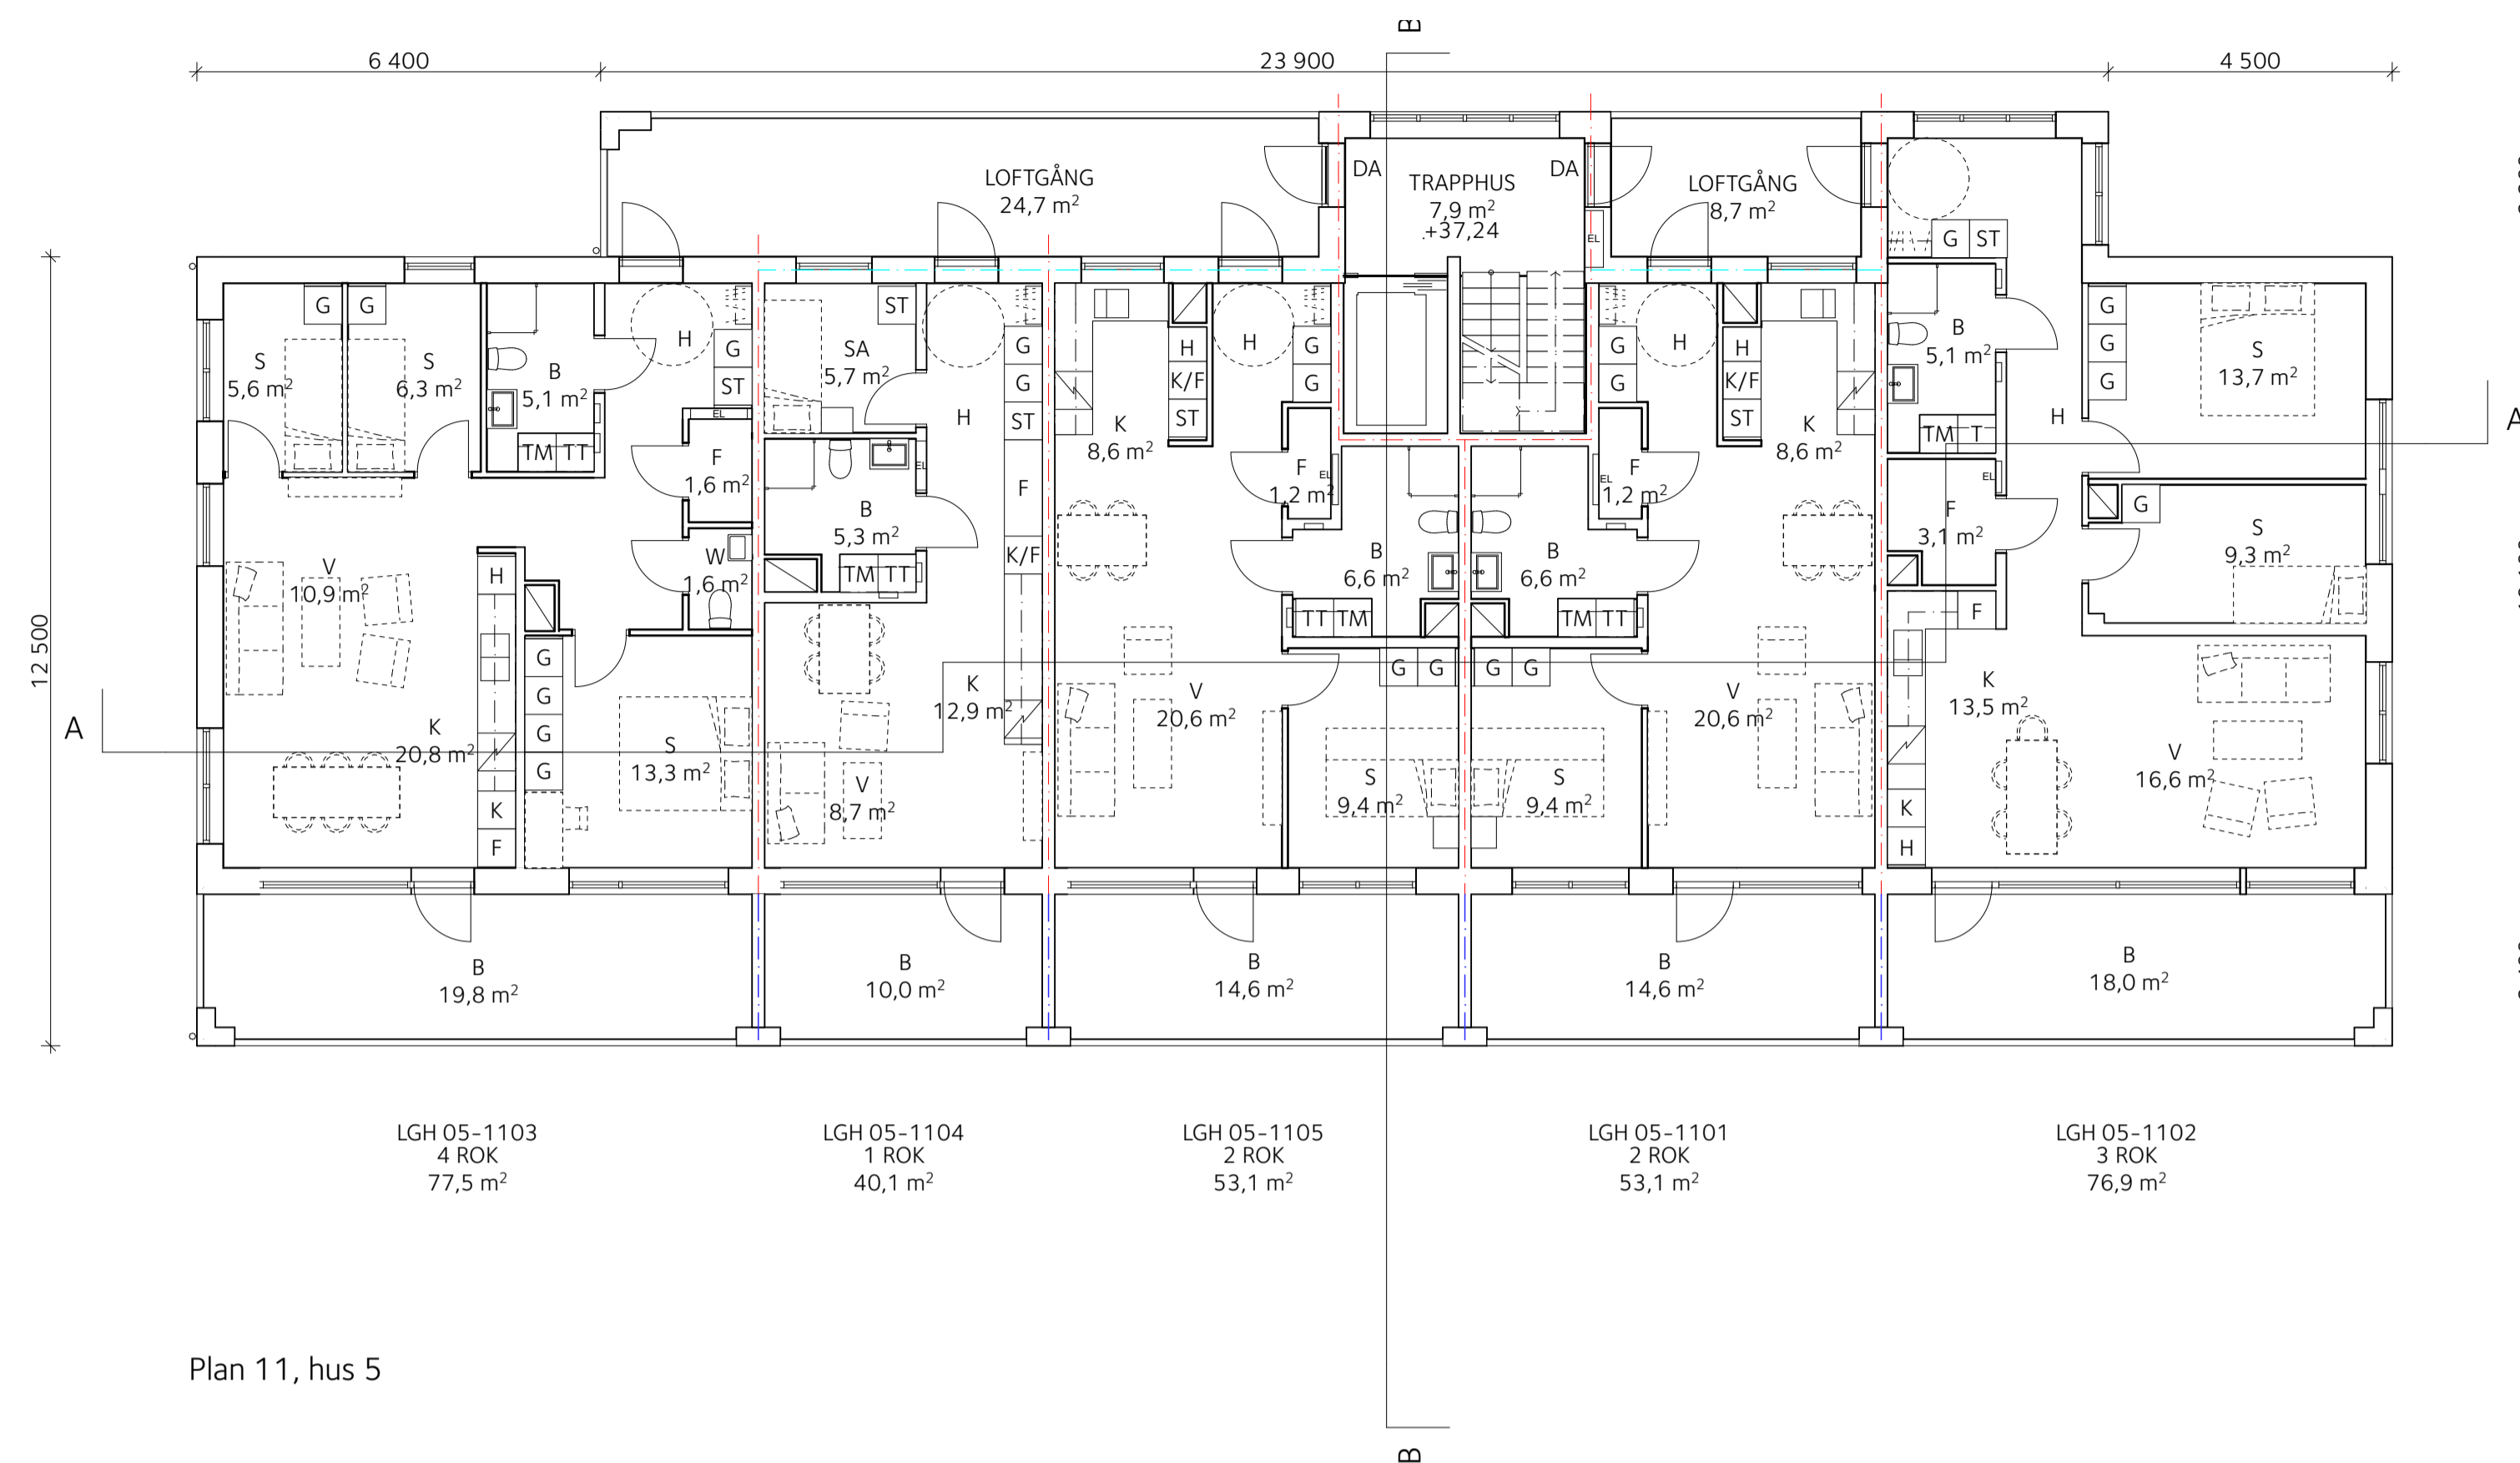 B
6 400
23 900
4 500
LOFTGÅNG
24,7 m²
DA
TRAPPHUS
7,9 m²
+37,24
DA
EL
LOFTGÅNG
8,7 m²
G
ST
12 500
G
G
S
5,6 m²
S
6,3 m²
B
5,1 m²
TM
TT
H
G
ST
EL
F
1,6 m²
W
1,6 m²
V
10,9 m²
H
K
20,8 m²
K
F
G
G
G
G
S
13,3 m²
SA
5,7 m²
ST
H
G
G
ST
F
K/F
EL
B
5,3 m²
TM
TT
K
12,9 m²
V
8,7 m²
K
8,6 m²
H
K/F
ST
H
G
G
F
1,2 m²
EL
B
6,6 m²
TT
TM
V
20,6 m²
G
G
S
9,4 m²
G
G
H
H
K/F
ST
K
8,6 m²
F
1,2 m²
EL
B
6,6 m²
TM
TT
G
G
V
20,6 m²
S
9,4 m²
B
5,1 m²
TM
T
H
G
G
G
S
13,7 m²
EL
F
3,1 m²
G
S
9,3 m²
F
K
13,5 m²
K
H
V
16,6 m²
A
A
B
19,8 m²
B
10,0 m²
B
14,6 m²
B
14,6 m²
B
18,0 m²
LGH 05-1103
4 ROK
77,5 m²
LGH 05-1104
1 ROK
40,1 m²
LGH 05-1105
2 ROK
53,1 m²
LGH 05-1101
2 ROK
53,1 m²
LGH 05-1102
3 ROK
76,9 m²
Plan 11, hus 5
B